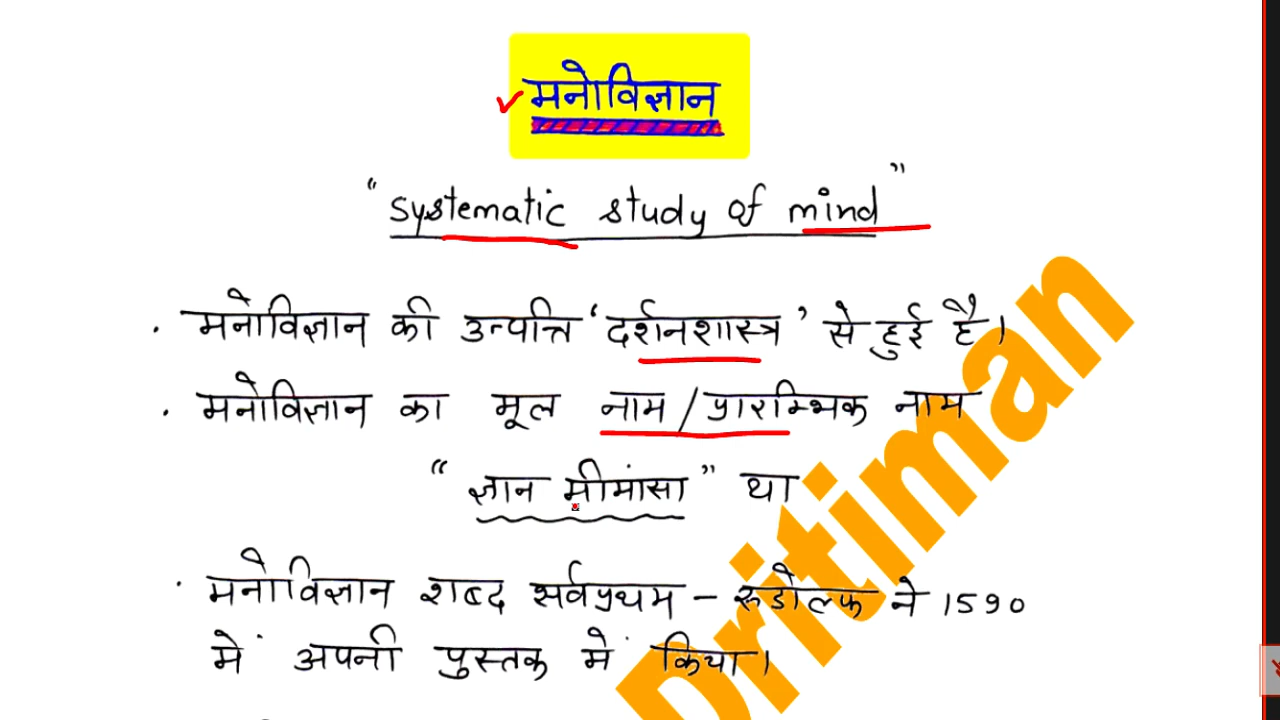 मनोविज्ञान
"systematic study of mind"
. मनोविज्ञान की उत्पत्ति 'दर्शनशास्त्र' से हुई है।
. मनोविज्ञान का मूल नाम/प्रारम्भिक नाम
"ज्ञान मीमांसा" था
. मनोविज्ञान शब्द सर्वप्रथम - रुडोल्फ ने 1590
में अपनी पुस्तक में किया।
Dritiman